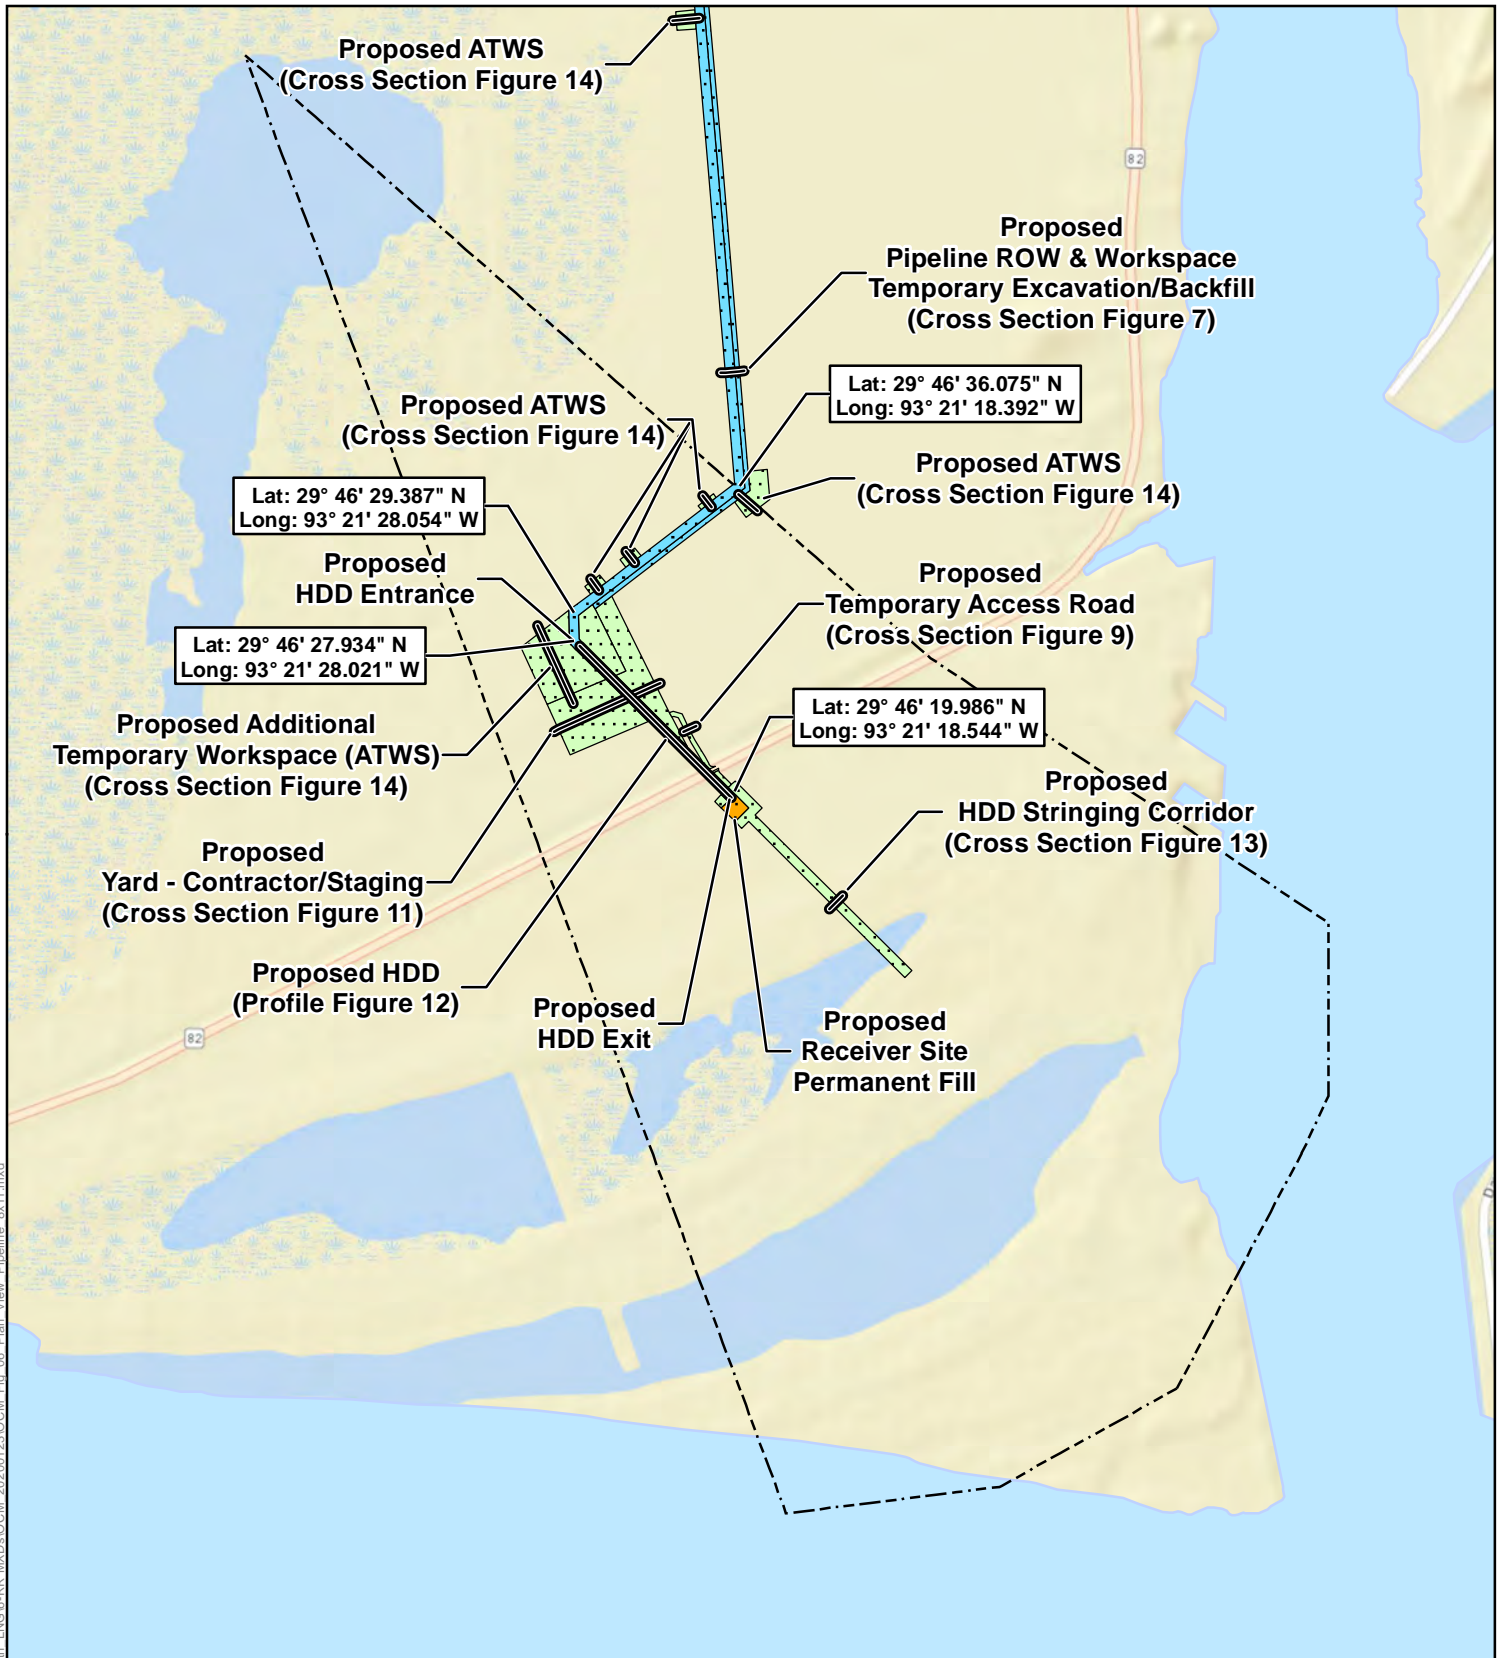 Proposed ATWS
(Cross Section Figure 14)
82
Proposed
Pipeline ROW & Workspace
Temporary Excavation/Backfill
(Cross Section Figure 7)
Lat: 29° 46' 36.075" N
Long: 93° 21' 18.392" W
Proposed ATWS
(Cross Section Figure 14)
Proposed ATWS
(Cross Section Figure 14)
Lat: 29° 46' 29.387" N
Long: 93° 21' 28.054" W
Proposed
HDD Entrance
Proposed
Temporary Access Road
(Cross Section Figure 9)
Lat: 29° 46' 27.934" N
Long: 93° 21' 28.021" W
Lat: 29° 46' 19.986" N
Long: 93° 21' 18.544" W
Proposed Additional
Temporary Workspace (ATWS)
(Cross Section Figure 14)
Proposed
HDD Stringing Corridor
(Cross Section Figure 13)
Proposed
Yard - Contractor/Staging
(Cross Section Figure 11)
Proposed HDD
(Profile Figure 12)
Proposed
HDD Exit
Proposed
Receiver Site
Permanent Fill
82